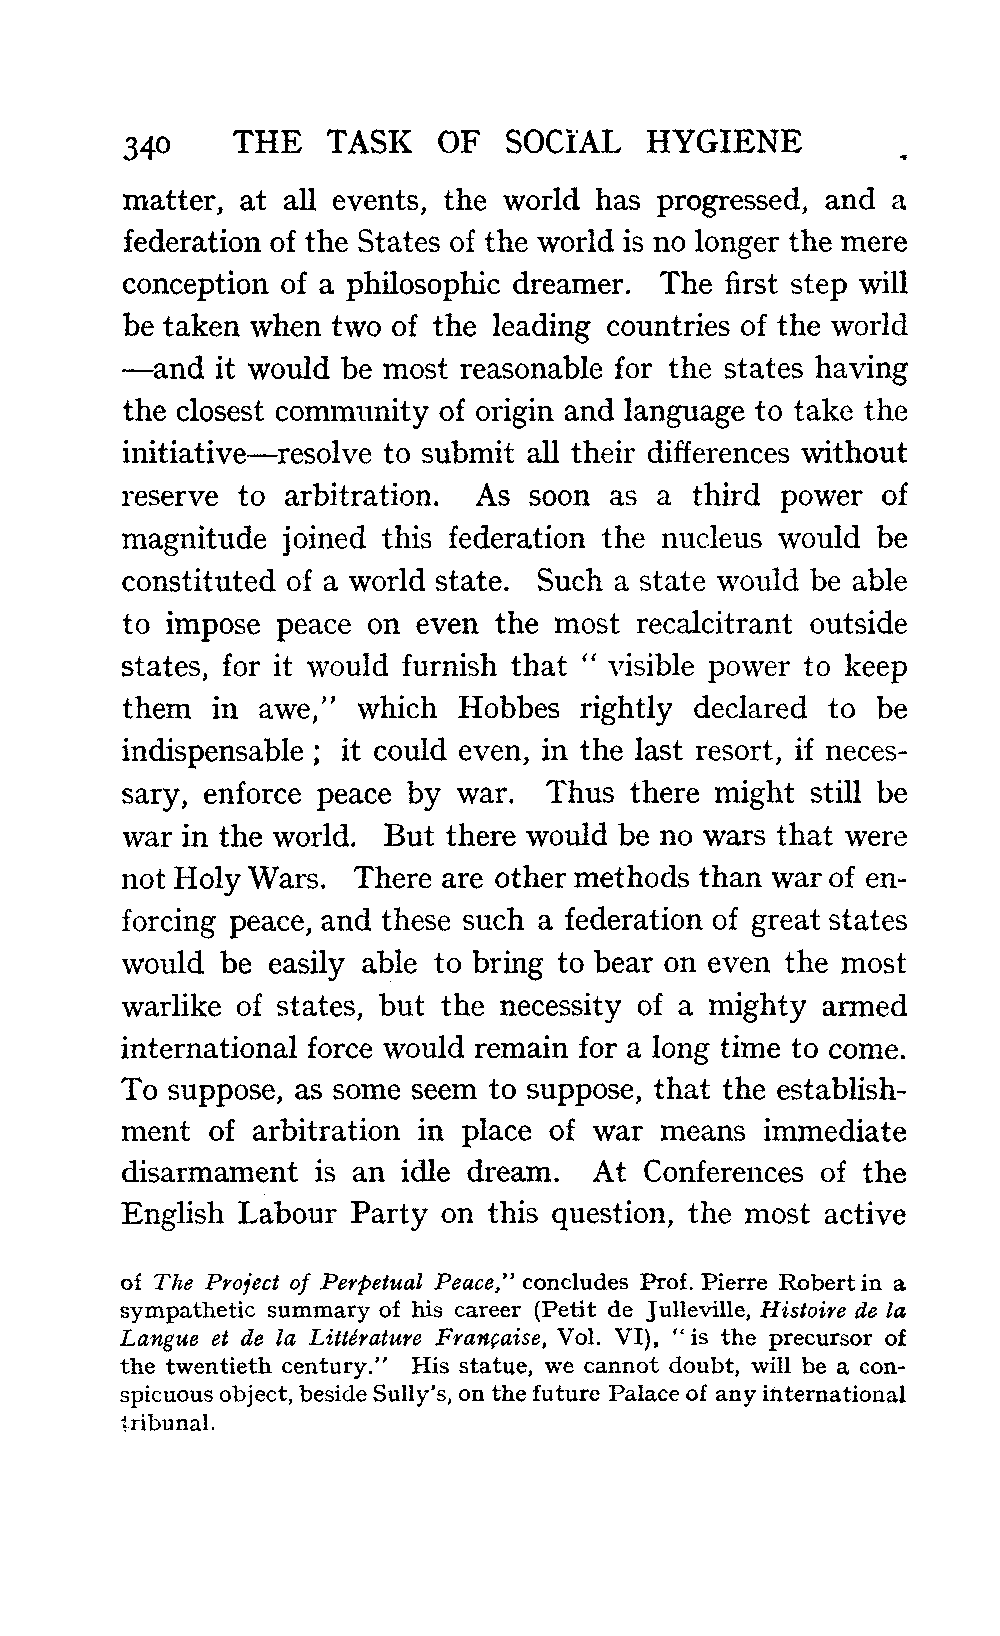 340 THE TASK OF SOCIAL HYGIENE
matter, at all events, the world has progressed, and a
federation of the States of the world is no longer the mere
conception of a philosophic dreamer. The first step will
be taken when two of the leading countries of the world
—and it would be most reasonable for the states having
the closest community of origin and language to take the
initiative—resolve to submit all their differences without
reserve to arbitration. As soon as a third power of
magnitude joined this federation the nucleus would be
constituted of a world state. Such a state would be able
to impose peace on even the most recalcitrant outside
states, for it would furnish that “ visible power to keep
them in awe,” which Hobbes rightly declared to be
indispensable ; it could even, in the last resort, if neces-
sary, enforce peace by war. Thus there might still be
war in the world. But there would be no wars that were
not Holy Wars. There are other methods than war of en-
forcing peace, and these such a federation of great states
would be easily able to bring to bear on even the most
warlike of states, but the necessity of a mighty armed
international force would remain for a long time to come.
To suppose, as some seem to suppose, that the establish-
ment of arbitration in place of war means immediate
disarmament is an idle dream. At Conferences of the
English Labour Party on this question, the most active
of The Project of Perpetual Peace,” concludes Prof. Pierre Robert in a
sympathetic summary of his career (Petit de Julleville, Histoire de la
Langue et de la Littérature Française, Vol. VI), “ is the precursor of
the twentieth century.” His statue, we cannot doubt, will be a con-
spicuous object, beside Sully's, on the future Palace of any international
tribunal.